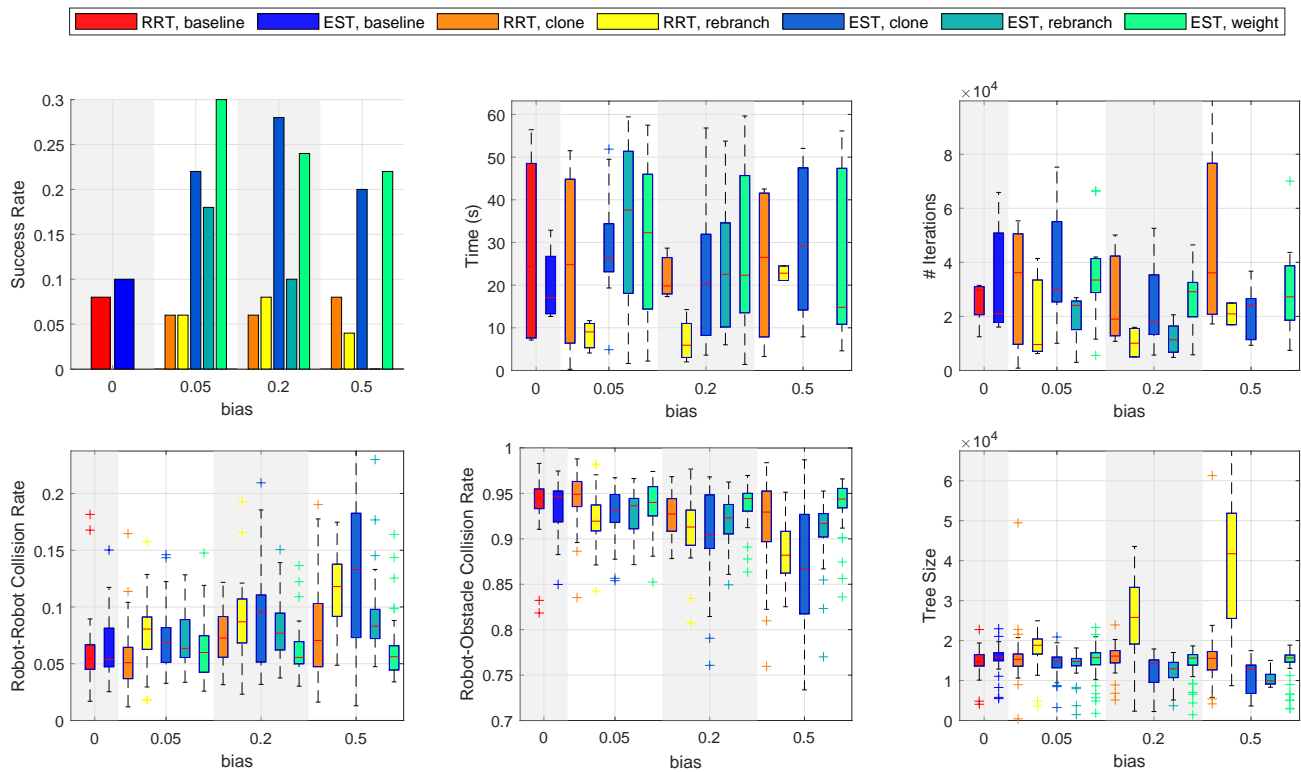 RRT, baseline EST, baseline RRT, clone RRT, rebranch EST, clone EST, rebranch EST, weight
0.3
0.25
0.2
0.15
0.1
0.05
0
Success Rate
0 0.05 0.2 0.5
bias
60
50
40
30
20
10
0
Time (s)
0 0.05 0.2 0.5
bias
× 10^4
8
6
4
2
0
# Iterations
0 0.05 0.2 0.5
bias
0.2
0.15
0.1
0.05
0
Robot-Robot Collision Rate
0 0.05 0.2 0.5
bias
1
0.95
0.9
0.85
0.8
0.7
Robot-Obstacle Collision Rate
0 0.05 0.2 0.5
bias
× 10^4
6
5
4
3
2
1
0
Tree Size
0 0.05 0.2 0.5
bias